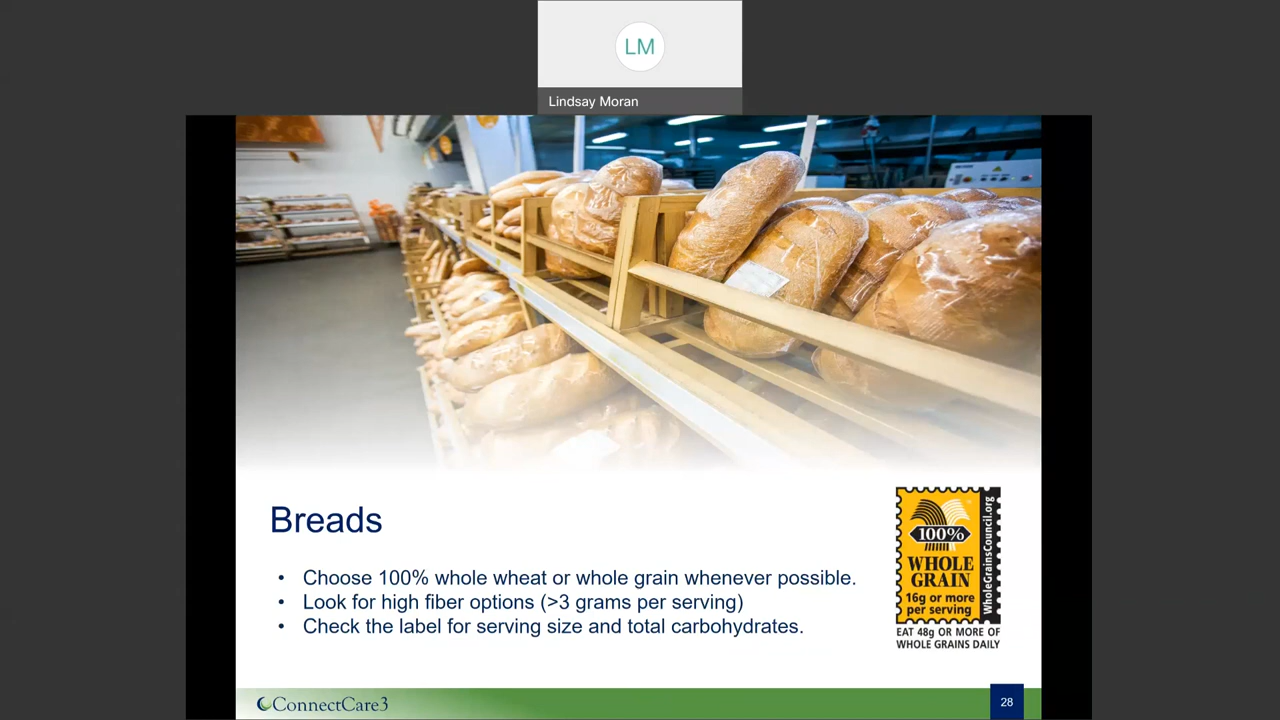 LM
Lindsay Moran
Breads
• Choose 100% whole wheat or whole grain whenever possible.
• Look for high fiber options (>3 grams per serving)
• Check the label for serving size and total carbohydrates.
100%
WHOLE
GRAIN
16g or more
per serving
WholeGrainsCouncil.org
EAT 48g OR MORE OF
WHOLE GRAINS DAILY
ConnectCare3
28